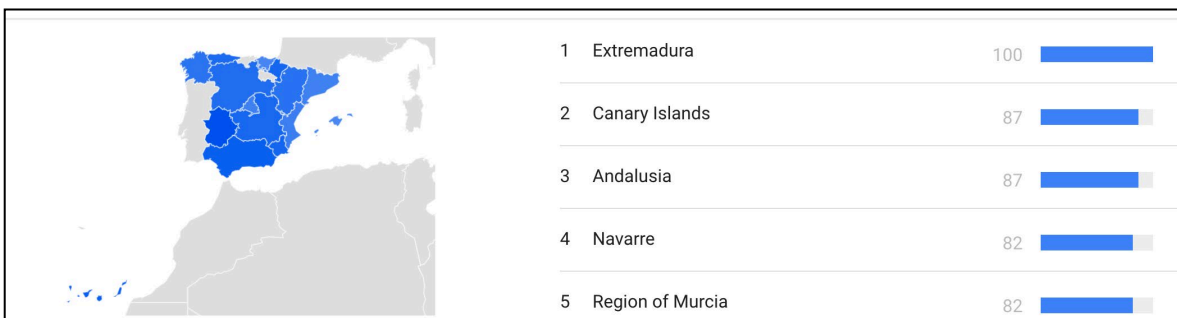 1 Extremadura 100
2 Canary Islands 87
3 Andalusia 87
4 Navarre 82
5 Region of Murcia 82